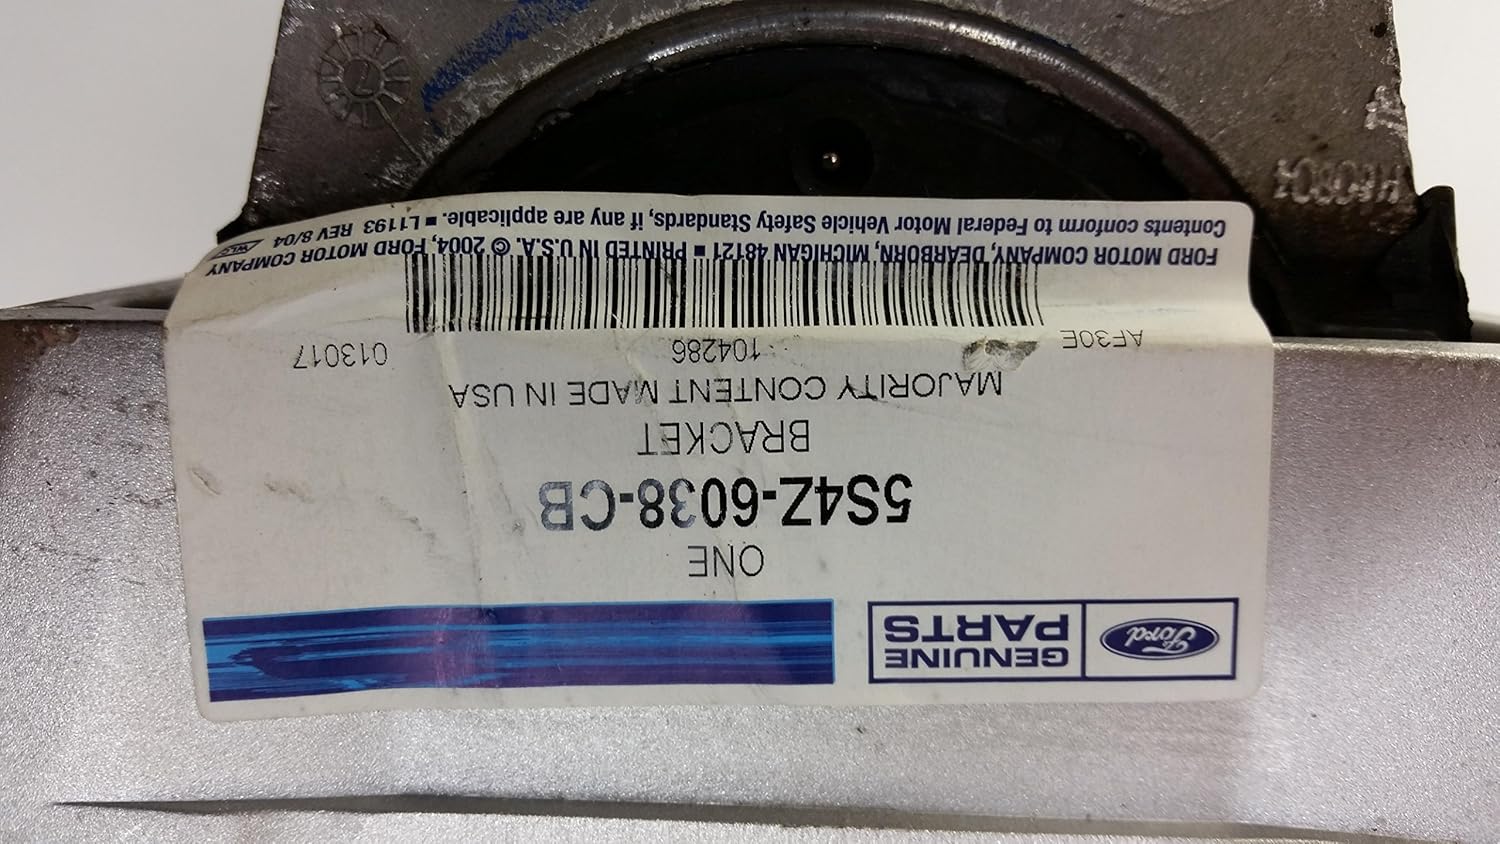 Ford
GENUINE
PARTS
ONE
5S4Z-6038-CB
BRACKET
MAJORITY CONTENT MADE IN USA
AF30E 104286 013017
FORD MOTOR COMPANY, DEARBORN, MICHIGAN 48121 ■ PRINTED IN U.S.A. © 2004, FORD MOTOR COMPANY
Contents conform to Federal Motor Vehicle Safety Standards, if any are applicable. ■ L1193 REV 8/04